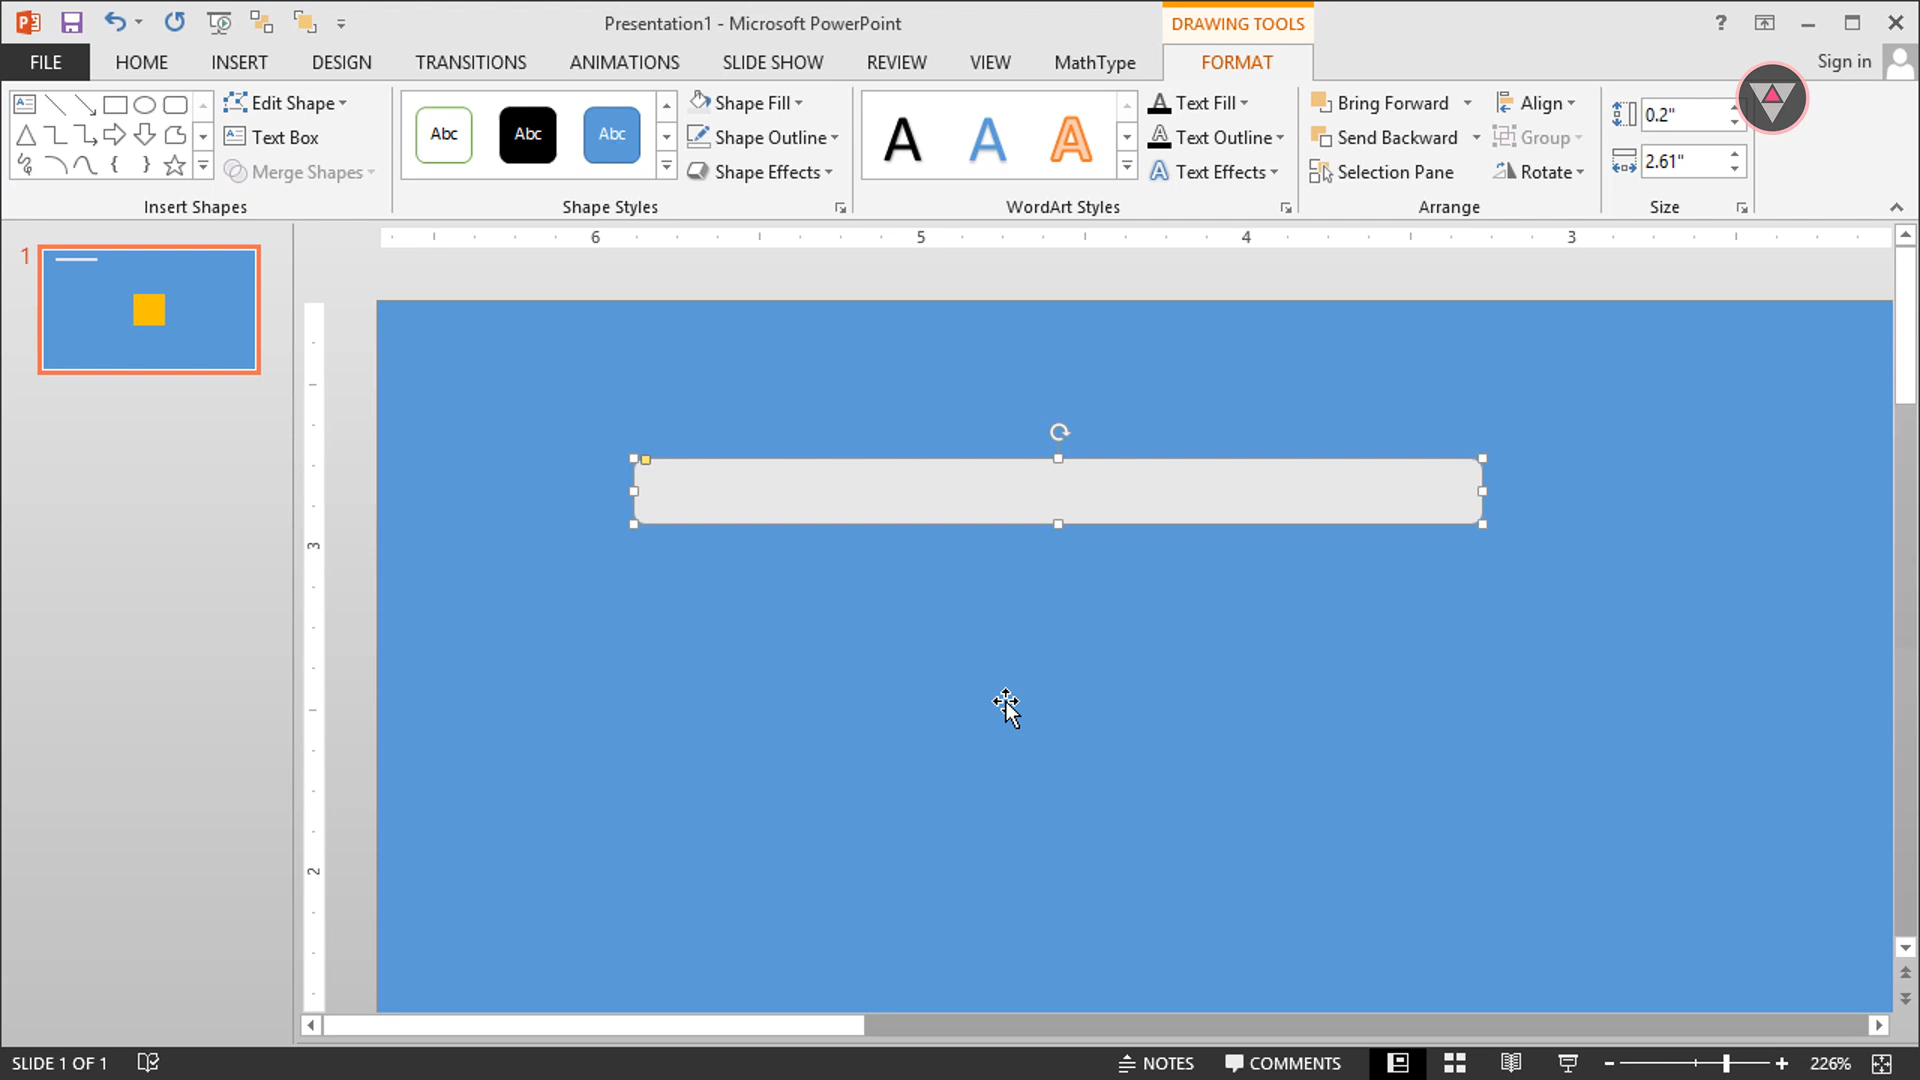 Presentation1 - Microsoft PowerPoint
DRAWING TOOLS
?
FILE
HOME
INSERT
DESIGN
TRANSITIONS
ANIMATIONS
SLIDE SHOW
REVIEW
VIEW
MathType
FORMAT
Sign in
Edit Shape
Text Box
Merge Shapes
Insert Shapes
Abc
Abc
Abc
Shape Fill
Shape Outline
Shape Effects
Shape Styles
A
A
A
Text Fill
Text Outline
Text Effects
WordArt Styles
Bring Forward
Send Backward
Selection Pane
Align
Group
Rotate
Arrange
0.2"
2.61"
Size
1
6 5 4 3
3
2
SLIDE 1 OF 1
NOTES
COMMENTS
226%